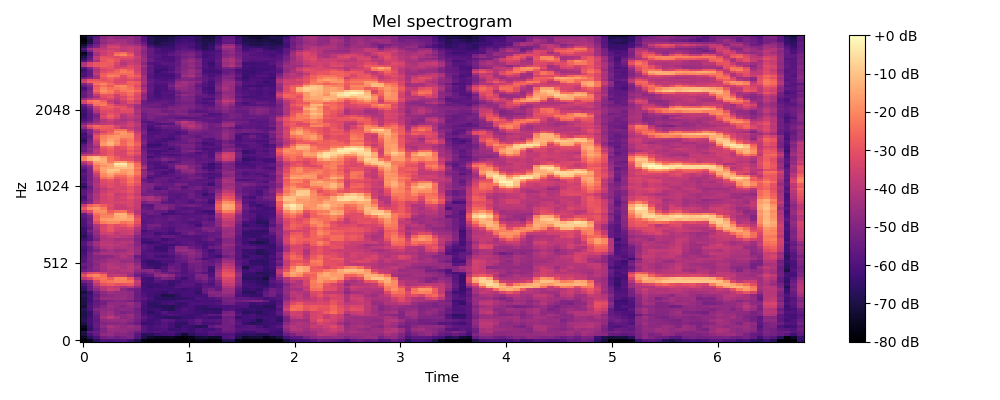 Mel spectrogram
Hz
2048
1024
512
0
0 1 2 3 4 5 6
Time
+0 dB
-10 dB
-20 dB
-30 dB
-40 dB
-50 dB
-60 dB
-70 dB
-80 dB